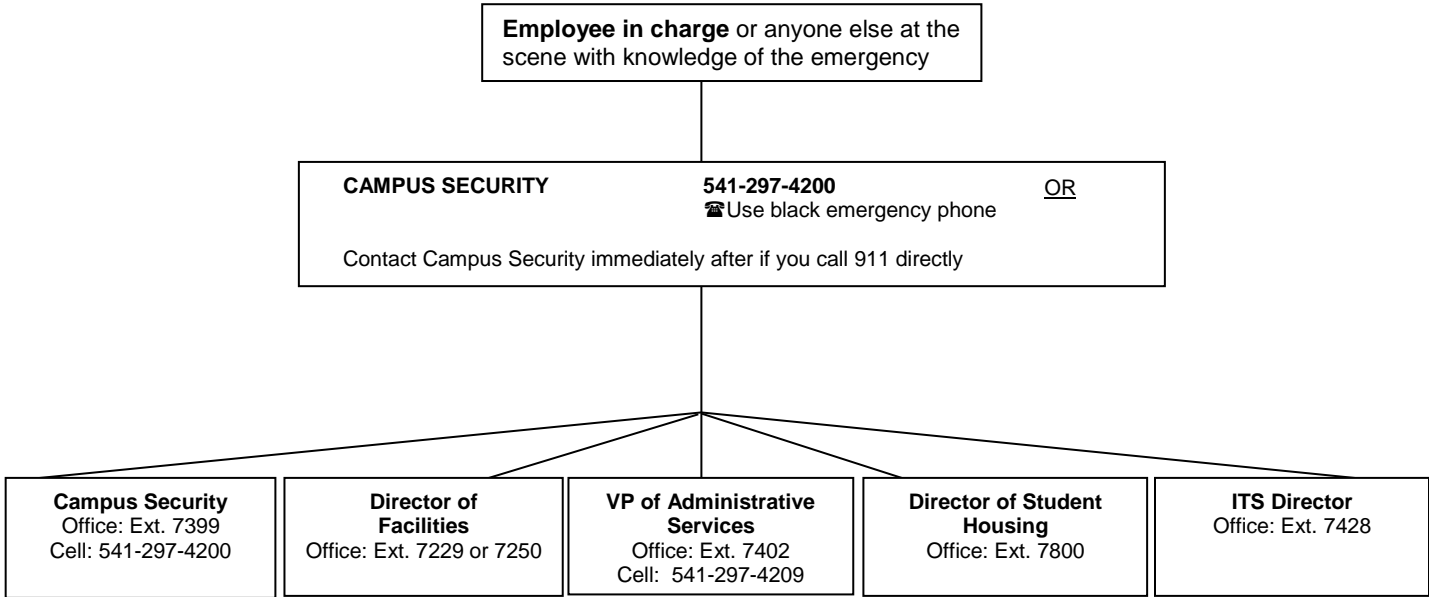 Employee in charge or anyone else at the
scene with knowledge of the emergency
CAMPUS SECURITY 541-297-4200 OR
☎Use black emergency phone
Contact Campus Security immediately after if you call 911 directly
Campus Security
Office: Ext. 7399
Cell: 541-297-4200
Director of
Facilities
Office: Ext. 7229 or 7250
VP of Administrative
Services
Office: Ext. 7402
Cell: 541-297-4209
Director of Student
Housing
Office: Ext. 7800
ITS Director
Office: Ext. 7428